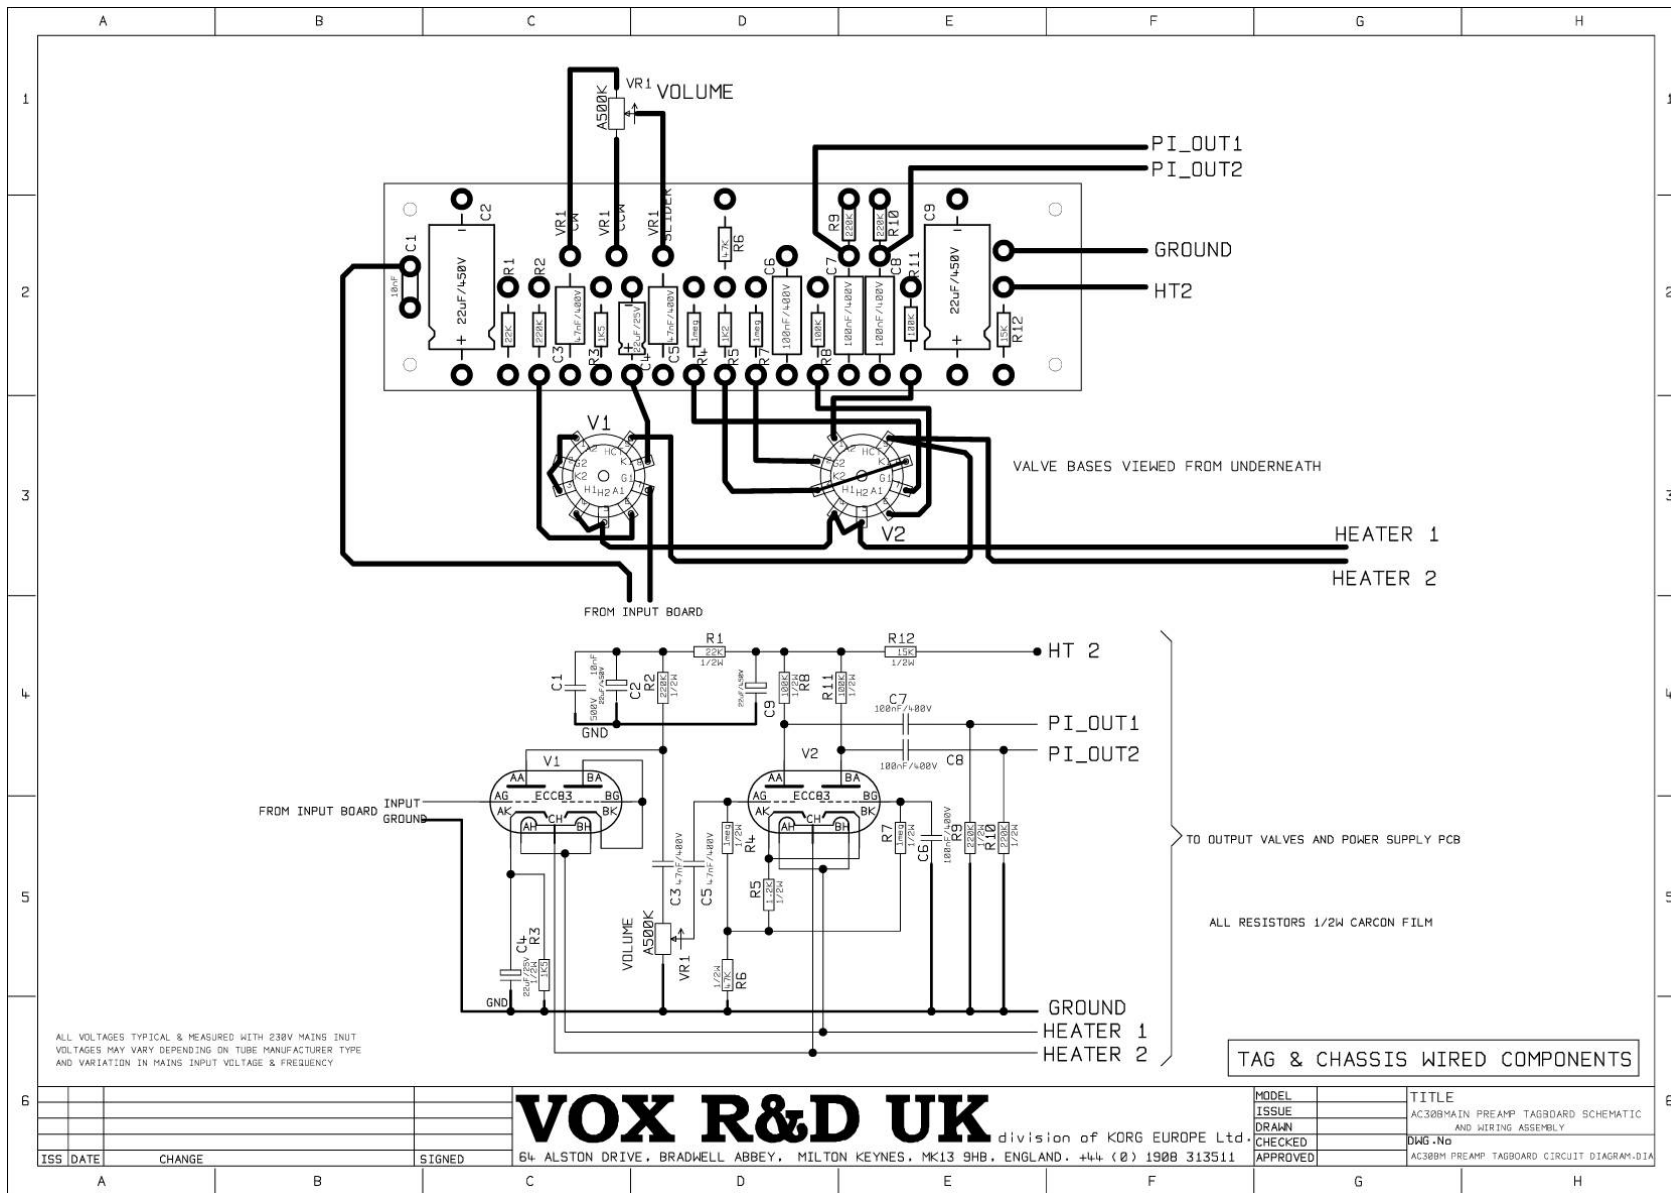 A B C D E F G H
1
VR1 VOLUME
A500K
PI_OUT1
PI_OUT2
VR1 CW
VR1 CCW
VR1 SLIDER
C1
C2
R1
R2
R6
C6
R9
C7
R10
C8
R11
C9
10nF
22uF/450V
22K
220K
47nF/400V
1K5
22uF/25V
47nF/400V
1meg
47K
1K2
1meg
100nF/400V
100K
100nF/400V
100nF/400V
220K
220K
100K
22uF/450V
15K
C3
R3
C4
C5
R4
R5
R7
R8
R12
GROUND
HT2
2
V1
V2
VALVE BASES VIEWED FROM UNDERNEATH
3
HEATER 1
HEATER 2
FROM INPUT BOARD
R1
22K
1/2W
R12
15K
1/2W
HT 2
C1
10nF
500V
22uF/450V
C2
R2
220K
1/2W
22uF/450V
C9
100K
1/2W
R8
R11
100K
1/2W
C7
100nF/400V
GND
PI_OUT1
PI_OUT2
100nF/400V
C8
4
V1
AA BA
AG ECC83 BG
AK BK
CH
AH BH
V2
AA BA
AG ECC83 BG
AK BK
CH
AH BH
FROM INPUT BOARD
INPUT
GROUND
C3 47nF/400V
C5 47nF/400V
R4
1meg
1/2W
R5
1.2K
1/2W
R7
1meg
1/2W
C6
100nF/400V
R9
220K
1/2W
R10
220K
1/2W
TO OUTPUT VALVES AND POWER SUPPLY PCB
5
ALL RESISTORS 1/2W CARCON FILM
C4
22uF/25V
R3
1/2W
1K5
VOLUME
A500K
VR1
1/2W
47K
R6
GND
GROUND
HEATER 1
HEATER 2
ALL VOLTAGES TYPICAL & MEASURED WITH 230V MAINS INUT
VOLTAGES MAY VARY DEPENDING ON TUBE MANUFACTURER TYPE
AND VARIATION IN MAINS INPUT VOLTAGE & FREQUENCY
TAG & CHASSIS WIRED COMPONENTS
6
VOX R&D UK division of KORG EUROPE Ltd.
64 ALSTON DRIVE, BRADWELL ABBEY, MILTON KEYNES, MK13 9HB, ENGLAND. +44 (0) 1908 313511
ISS DATE CHANGE SIGNED
MODEL
ISSUE
DRAWN
CHECKED
APPROVED
TITLE
AC30BMAIN PREAMP TAGBOARD SCHEMATIC
AND WIRING ASSEMBLY
DWG.No
AC30BM PREAMP TAGBOARD CIRCUIT DIAGRAM.DIA
A B C D E F G H